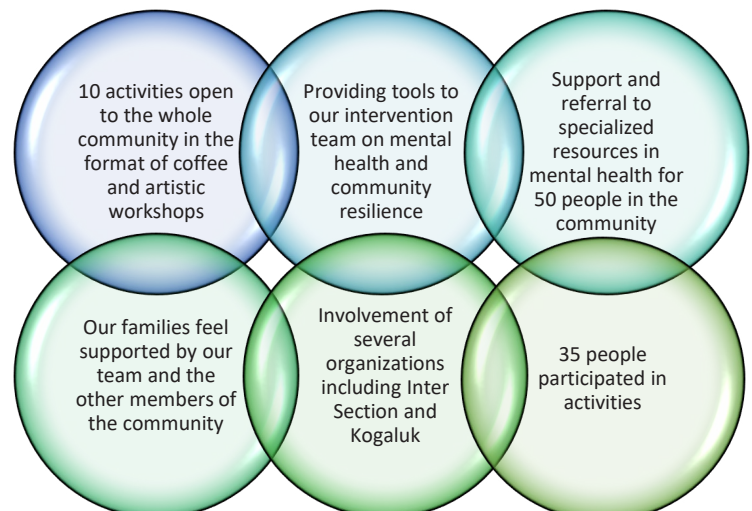 10 activities open
to the whole
community in the
format of coffee
and artistic
workshops
Providing tools to
our intervention
team on mental
health and
community
resilience
Support and
referral to
specialized
resources in
mental health for
50 people in the
community
Our families feel
supported by our
team and the
other members of
the community
Involvement of
several
organizations
including Inter
Section and
Kogaluk
35 people
participated in
activities